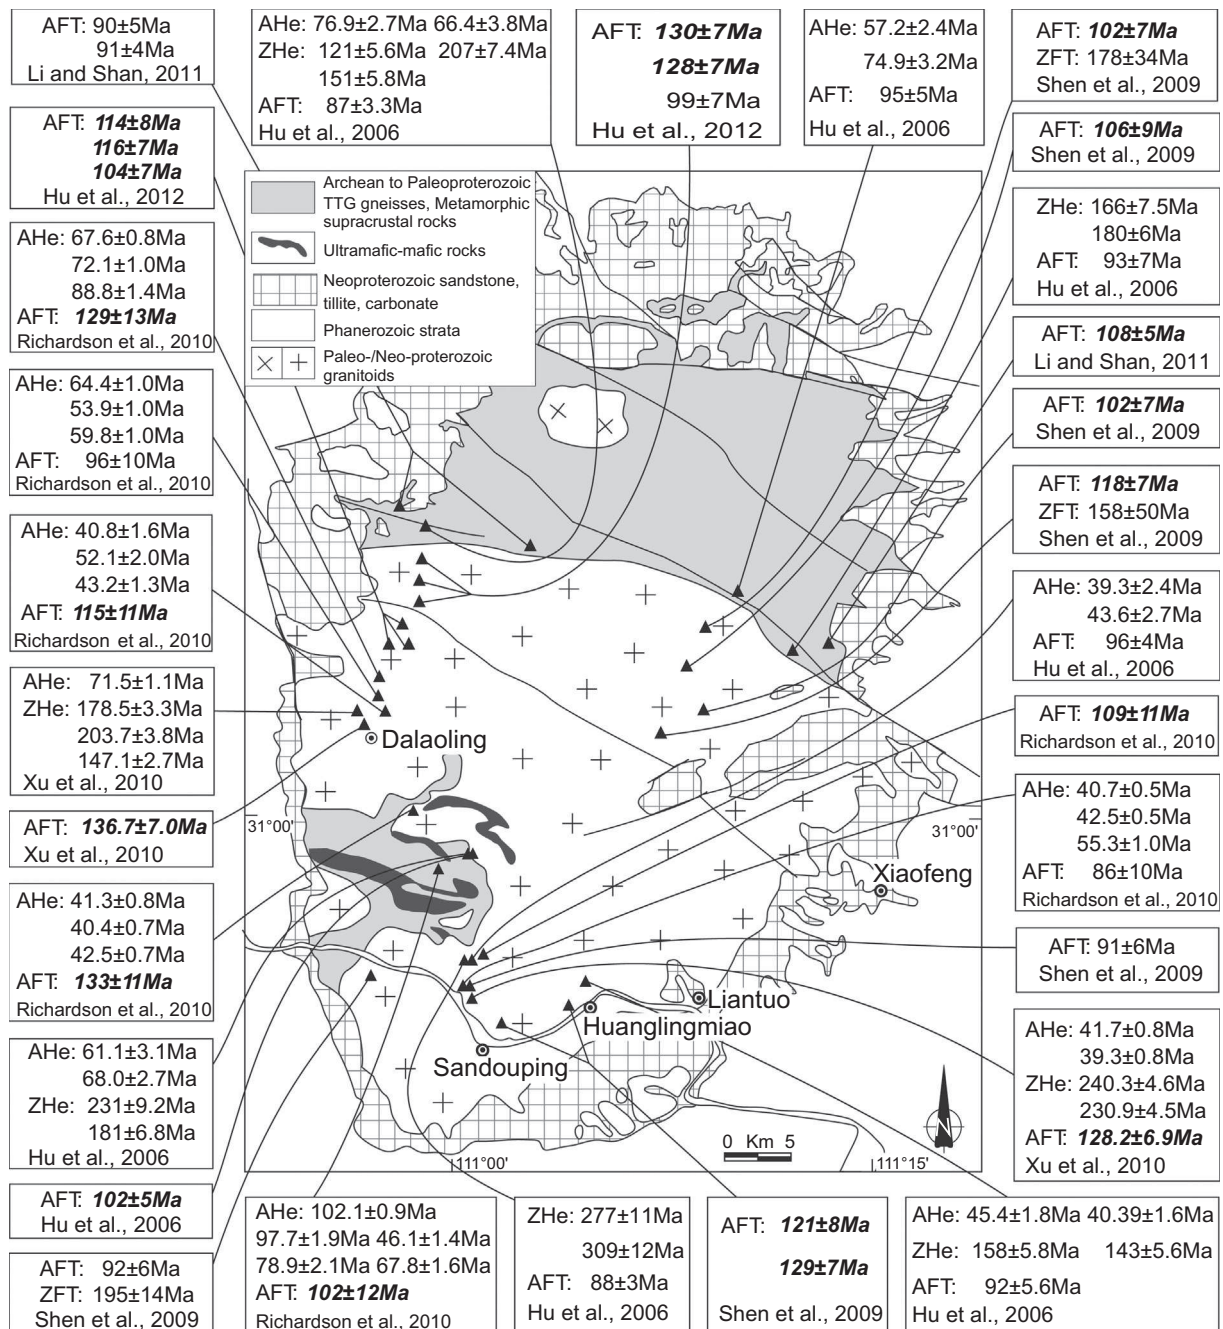 AFT: 90±5Ma
91±4Ma
Li and Shan, 2011
AHe: 76.9±2.7Ma 66.4±3.8Ma
ZHe: 121±5.6Ma 207±7.4Ma
151±5.8Ma
AFT: 87±3.3Ma
Hu et al., 2006
AFT: 130±7Ma
128±7Ma
99±7Ma
Hu et al., 2012
AHe: 57.2±2.4Ma
74.9±3.2Ma
AFT: 95±5Ma
Hu et al., 2006
AFT: 102±7Ma
ZFT: 178±34Ma
Shen et al., 2009
AFT: 114±8Ma
116±7Ma
104±7Ma
Hu et al., 2012
AFT: 106±9Ma
Shen et al., 2009
AHe: 67.6±0.8Ma
72.1±1.0Ma
88.8±1.4Ma
AFT: 129±13Ma
Richardson et al., 2010
ZHe: 166±7.5Ma
180±6Ma
AFT: 93±7Ma
Hu et al., 2006
AFT: 108±5Ma
Li and Shan, 2011
AHe: 64.4±1.0Ma
53.9±1.0Ma
59.8±1.0Ma
AFT: 96±10Ma
Richardson et al., 2010
AFT: 102±7Ma
Shen et al., 2009
AFT: 118±7Ma
ZFT: 158±50Ma
Shen et al., 2009
AHe: 40.8±1.6Ma
52.1±2.0Ma
43.2±1.3Ma
AFT: 115±11Ma
Richardson et al., 2010
AHe: 39.3±2.4Ma
43.6±2.7Ma
AFT: 96±4Ma
Hu et al., 2006
AHe: 71.5±1.1Ma
ZHe: 178.5±3.3Ma
203.7±3.8Ma
147.1±2.7Ma
Xu et al., 2010
AFT: 109±11Ma
Richardson et al., 2010
AFT: 136.7±7.0Ma
Xu et al., 2010
AHe: 40.7±0.5Ma
42.5±0.5Ma
55.3±1.0Ma
AFT: 86±10Ma
Richardson et al., 2010
AHe: 41.3±0.8Ma
40.4±0.7Ma
42.5±0.7Ma
AFT: 133±11Ma
Richardson et al., 2010
AFT: 91±6Ma
Shen et al., 2009
AHe: 61.1±3.1Ma
68.0±2.7Ma
ZHe: 231±9.2Ma
181±6.8Ma
Hu et al., 2006
AHe: 41.7±0.8Ma
39.3±0.8Ma
ZHe: 240.3±4.6Ma
230.9±4.5Ma
AFT: 128.2±6.9Ma
Xu et al., 2010
AFT: 102±5Ma
Hu et al., 2006
AFT: 92±6Ma
ZFT: 195±14Ma
Shen et al., 2009
AHe: 102.1±0.9Ma
97.7±1.9Ma 46.1±1.4Ma
78.9±2.1Ma 67.8±1.6Ma
AFT: 102±12Ma
Richardson et al., 2010
ZHe: 277±11Ma
309±12Ma
AFT: 88±3Ma
Hu et al., 2006
AFT: 121±8Ma
129±7Ma
Shen et al., 2009
AHe: 45.4±1.8Ma 40.39±1.6Ma
ZHe: 158±5.8Ma 143±5.6Ma
AFT: 92±5.6Ma
Hu et al., 2006
Archean to Paleoproterozoic
TTG gneisses, Metamorphic
supracrustal rocks
Ultramafic-mafic rocks
Neoproterozoic sandstone,
tillite, carbonate
Phanerozoic strata
Paleo-/Neo-proterozoic
granitoids
Dalaoling
31°00'
31°00'
Xiaofeng
Liantuo
Huanglingmiao
Sandouping
N
0 Km 5
111°00'
111°15'